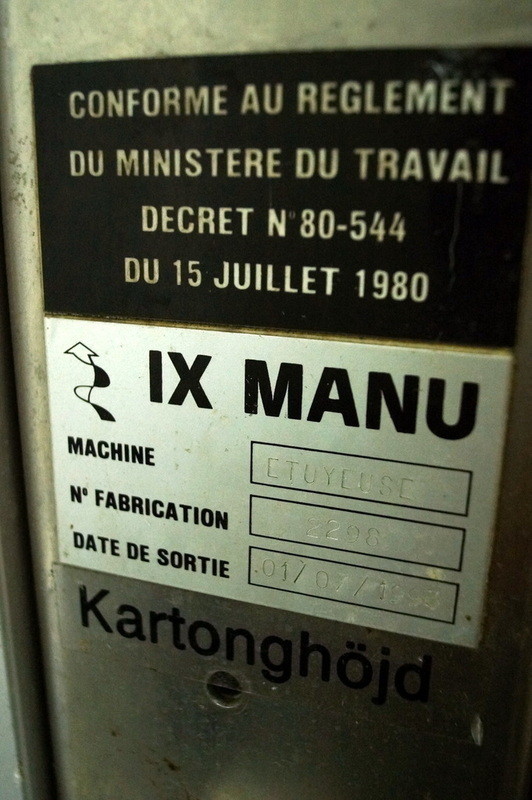 CONFORME AU REGLEMENT
DU MINISTERE DU TRAVAIL
DECRET N°80-544
DU 15 JUILLET 1980
IX MANU
MACHINE ETUYEUSE
N° FABRICATION 2298
DATE DE SORTIE
Kartonghöjd